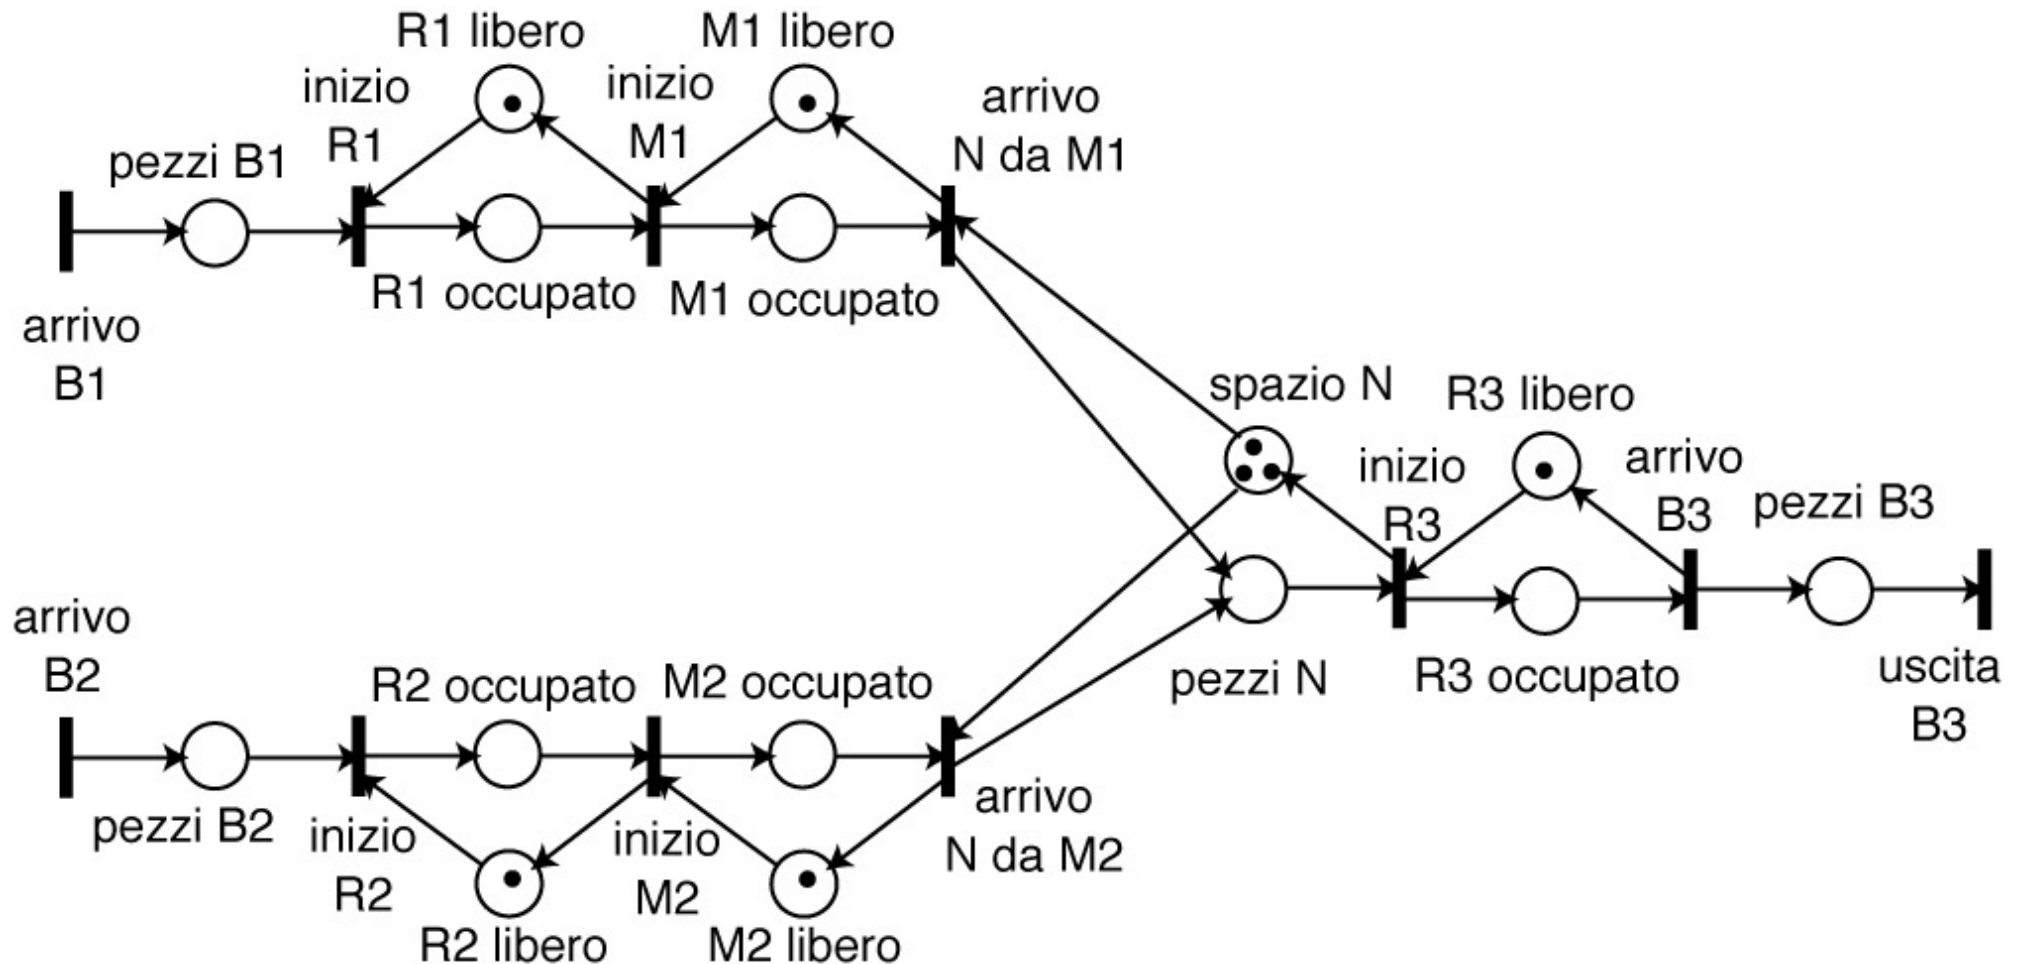 R1 libero
M1 libero
inizio
R1
inizio
M1
arrivo
N da M1
pezzi B1
R1 occupato
M1 occupato
arrivo
B1
spazio N
R3 libero
inizio
R3
arrivo
B3
pezzi B3
arrivo
B2
R2 occupato
M2 occupato
pezzi N
R3 occupato
uscita
B3
pezzi B2
inizio
R2
inizio
M2
arrivo
N da M2
R2 libero
M2 libero